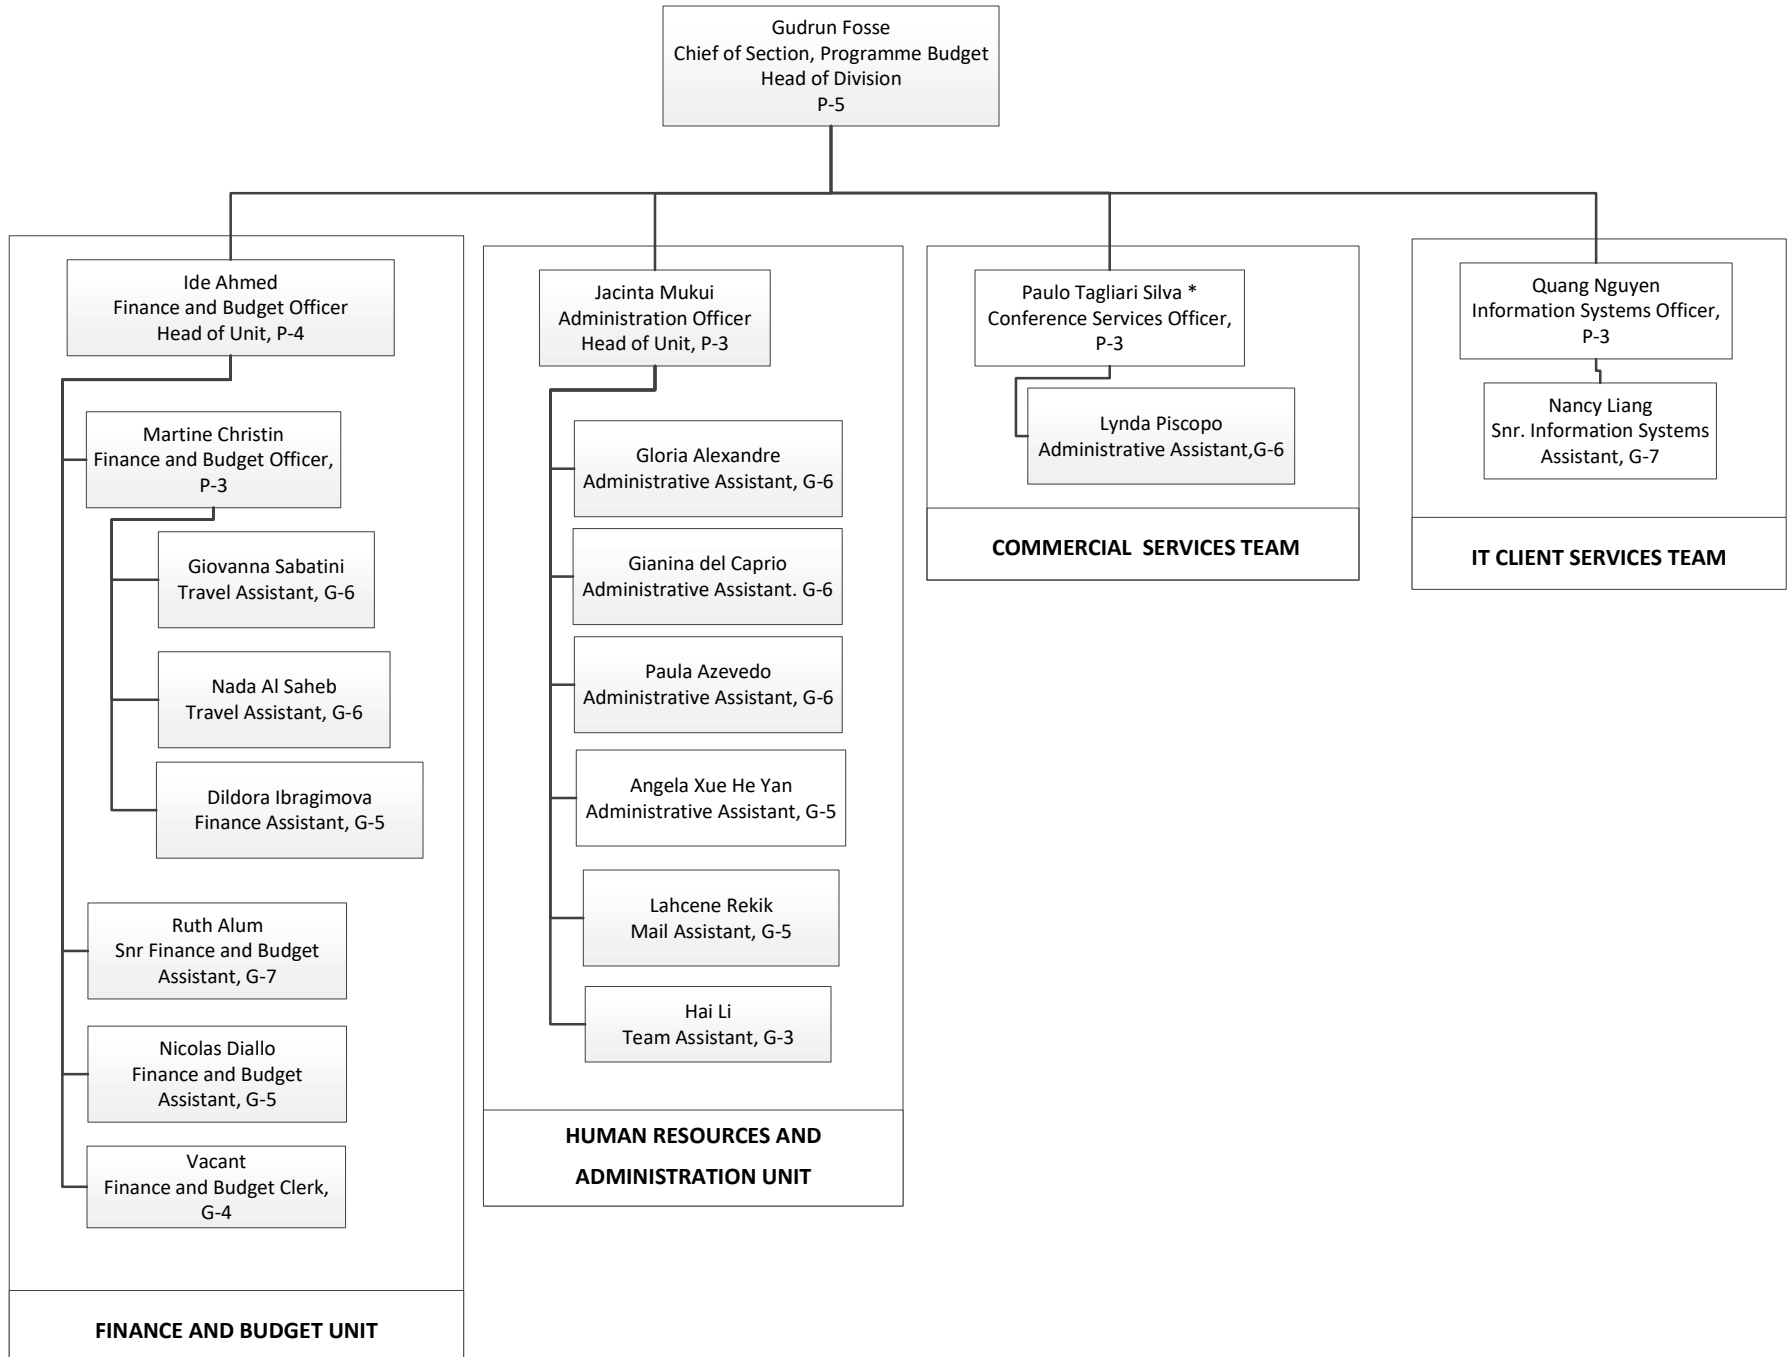 Gudrun Fosse
Chief of Section, Programme Budget
Head of Division
P-5
Ide Ahmed
Finance and Budget Officer
Head of Unit, P-4
Martine Christin
Finance and Budget Officer,
P-3
Giovanna Sabatini
Travel Assistant, G-6
Nada Al Saheb
Travel Assistant, G-6
Dildora Ibragimova
Finance Assistant, G-5
Ruth Alum
Snr Finance and Budget
Assistant, G-7
Nicolas Diallo
Finance and Budget
Assistant, G-5
Vacant
Finance and Budget Clerk,
G-4
FINANCE AND BUDGET UNIT
Jacinta Mukui
Administration Officer
Head of Unit, P-3
Gloria Alexandre
Administrative Assistant, G-6
Gianina del Caprio
Administrative Assistant. G-6
Paula Azevedo
Administrative Assistant, G-6
Angela Xue He Yan
Administrative Assistant, G-5
Lahcene Rekik
Mail Assistant, G-5
Hai Li
Team Assistant, G-3
HUMAN RESOURCES AND
ADMINISTRATION UNIT
Paulo Tagliari Silva *
Conference Services Officer,
P-3
Lynda Piscopo
Administrative Assistant,G-6
COMMERCIAL SERVICES TEAM
Quang Nguyen
Information Systems Officer,
P-3
Nancy Liang
Snr. Information Systems
Assistant, G-7
IT CLIENT SERVICES TEAM